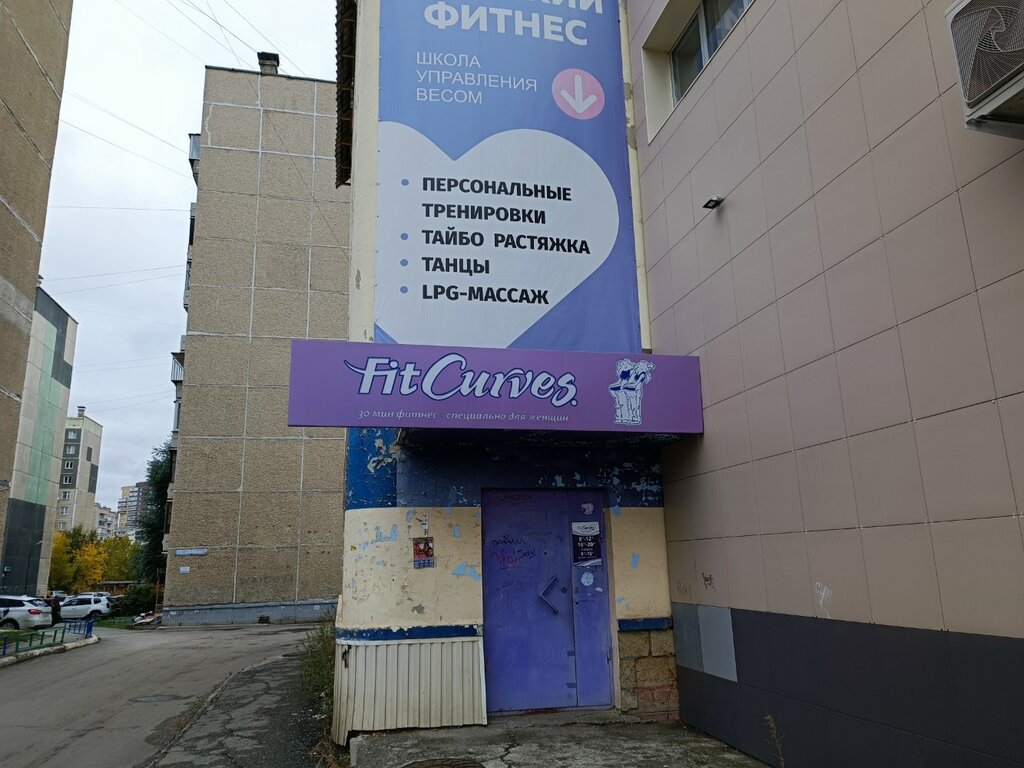 ФИТНЕС
ШКОЛА
УПРАВЛЕНИЯ
ВЕСОМ
• ПЕРСОНАЛЬНЫЕ
ТРЕНИРОВКИ
• ТАЙБО РАСТЯЖКА
• ТАНЦЫ
• LPG-МАССАЖ
FitCurves
30 мин фитнес специально для женщин